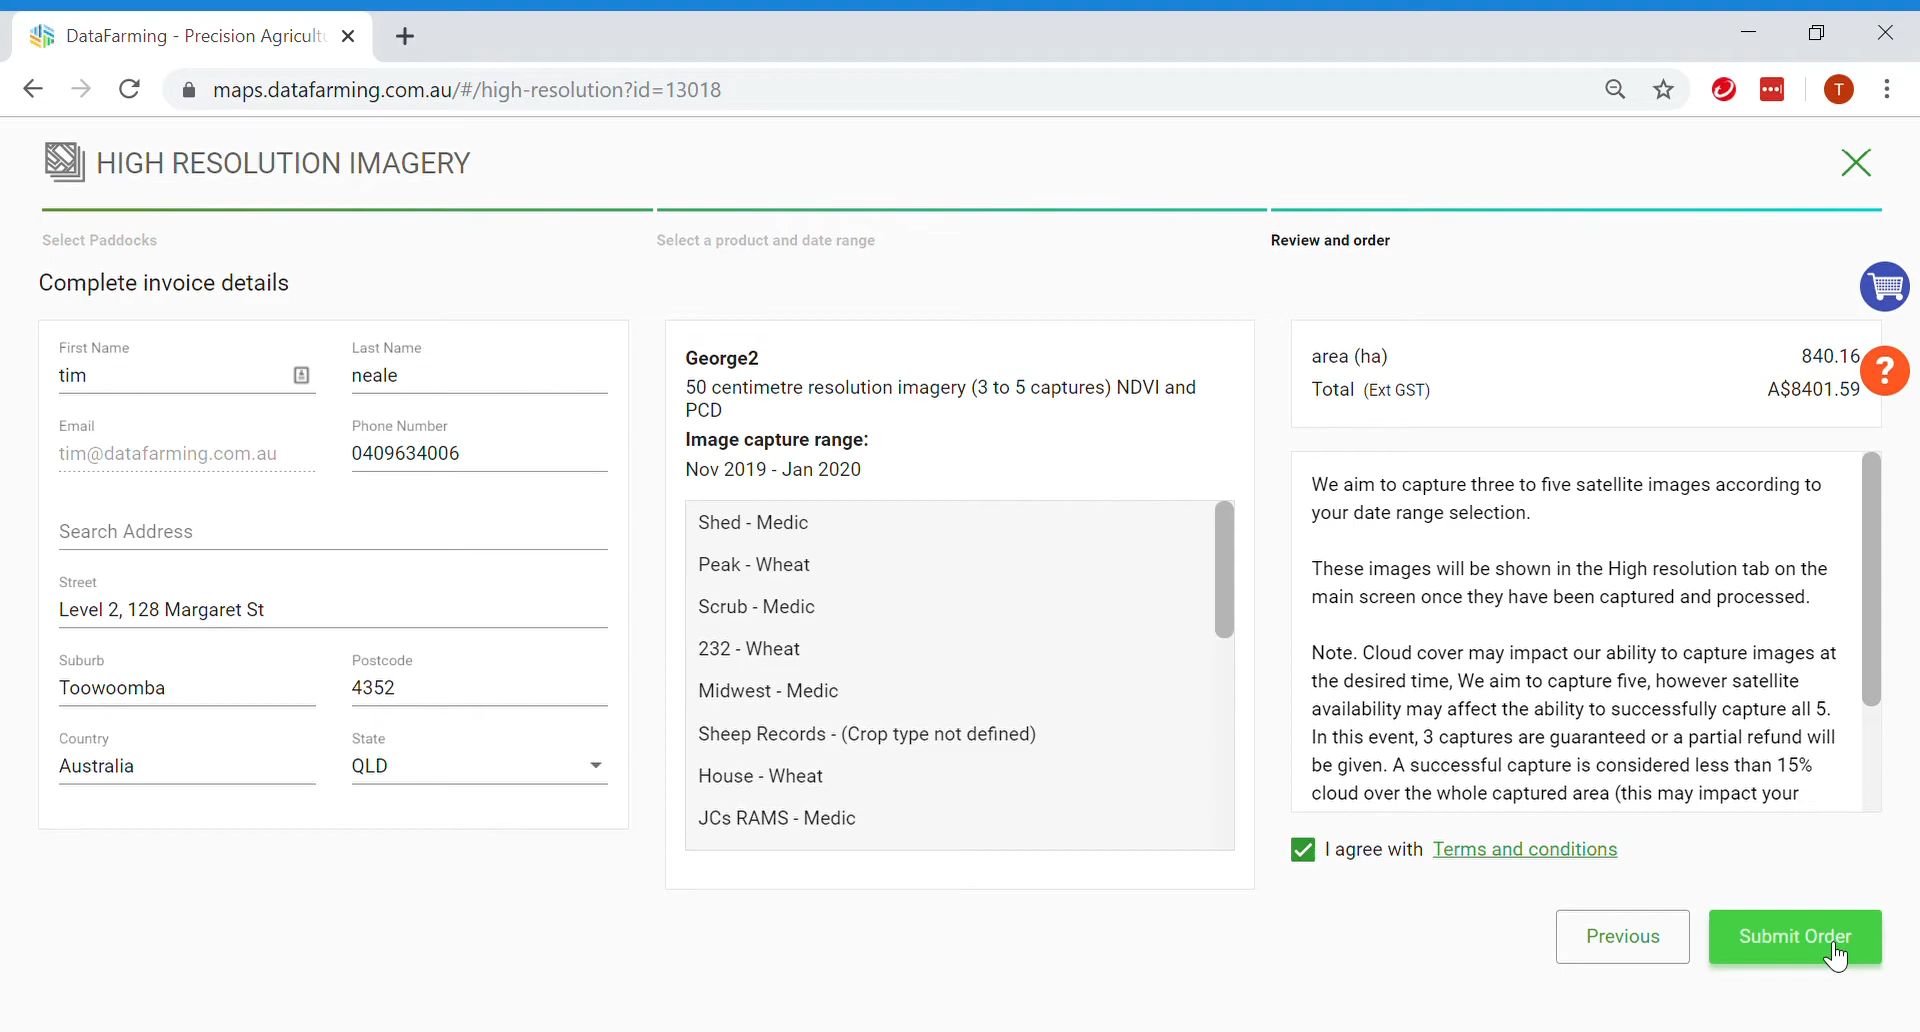 DataFarming - Precision Agricultu
maps.datafarming.com.au/#/high-resolution?id=13018
T
HIGH RESOLUTION IMAGERY
Select Paddocks
Select a product and date range
Review and order
Complete invoice details
First Name
Last Name
tim
neale
Email
Phone Number
tim@datafarming.com.au
0409634006
Search Address
Street
Level 2, 128 Margaret St
Suburb
Postcode
Toowoomba
4352
Country
State
Australia
QLD
George2
50 centimetre resolution imagery (3 to 5 captures) NDVI and
PCD
Image capture range:
Nov 2019 - Jan 2020
Shed - Medic
Peak - Wheat
Scrub - Medic
232 - Wheat
Midwest - Medic
Sheep Records - (Crop type not defined)
House - Wheat
JCs RAMS - Medic
area (ha) 840.16
Total (Ext GST) A$8401.59
?
We aim to capture three to five satellite images according to
your date range selection.
These images will be shown in the High resolution tab on the
main screen once they have been captured and processed.
Note. Cloud cover may impact our ability to capture images at
the desired time, We aim to capture five, however satellite
availability may affect the ability to successfully capture all 5.
In this event, 3 captures are guaranteed or a partial refund will
be given. A successful capture is considered less than 15%
cloud over the whole captured area (this may impact your
I agree with Terms and conditions
Previous
Submit Order